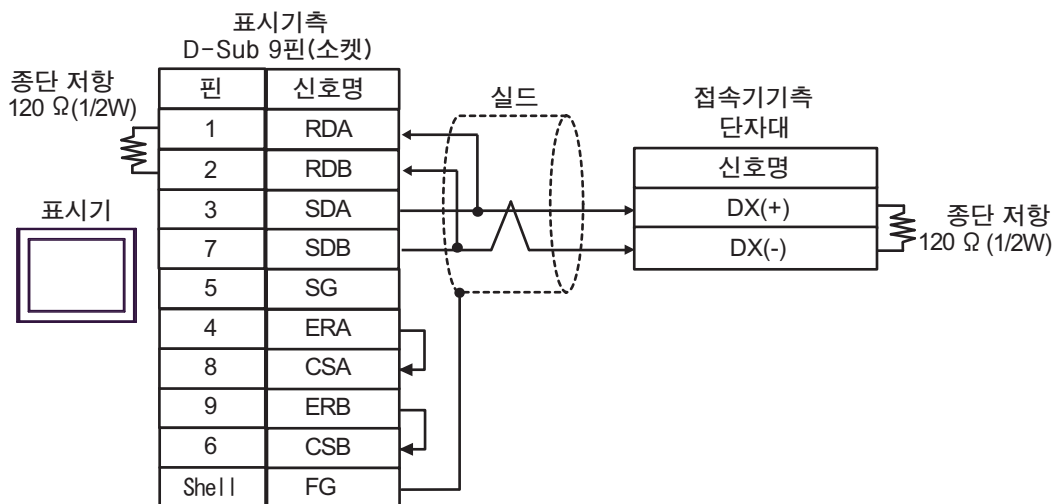 표시기측
D-Sub 9핀(소켓)
종단 저항
120 Ω(1/2W)
핀 신호명
1 RDA
2 RDB
3 SDA
7 SDB
5 SG
4 ERA
8 CSA
9 ERB
6 CSB
Shell FG
표시기
실드
접속기기측
단자대
신호명
DX(+)
DX(-)
종단 저항
120 Ω (1/2W)